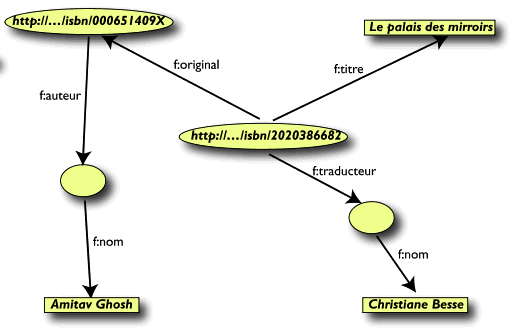 http://.../isbn/000651409X
Le palais des mirroirs
f:original
f:titre
f:auteur
http://.../isbn/2020386682
f:traducteur
f:nom
f:nom
Amitav Ghosh
Christiane Besse